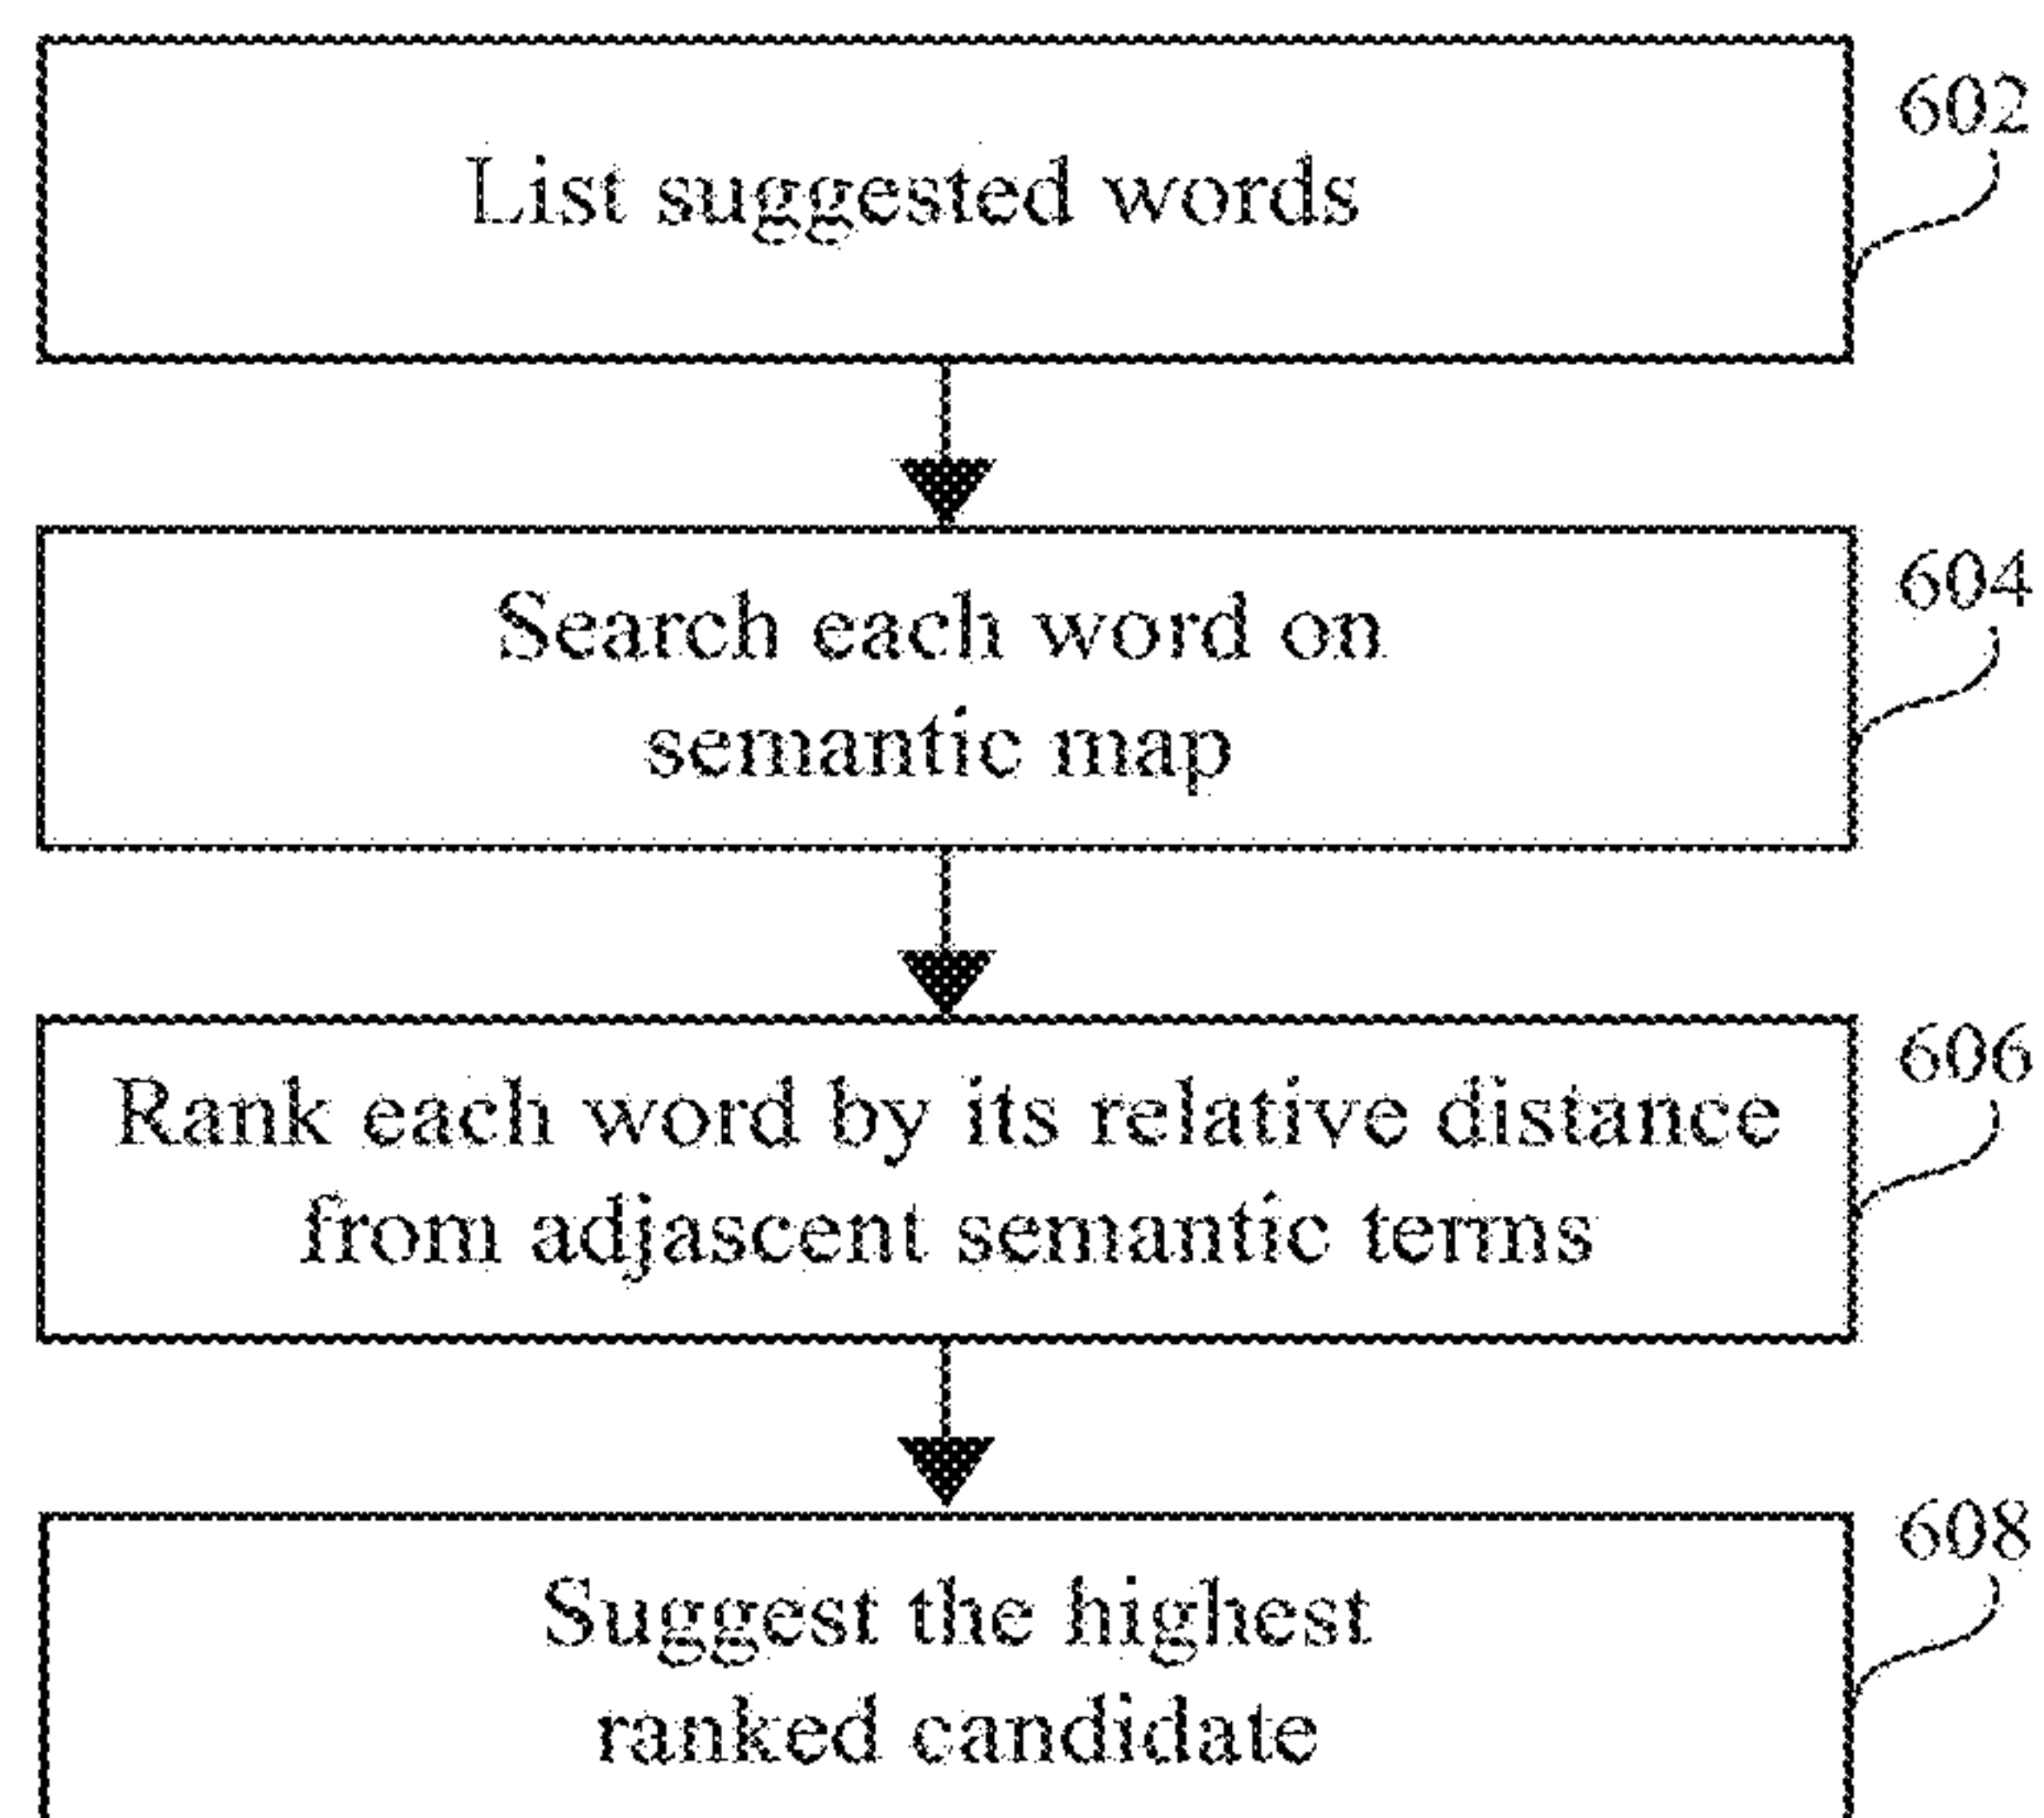 List suggested words
602
Search each word on
semantic map
604
Rank each word by its relative distance
from adjascent semantic terms
606
Suggest the highest
ranked candidate
608